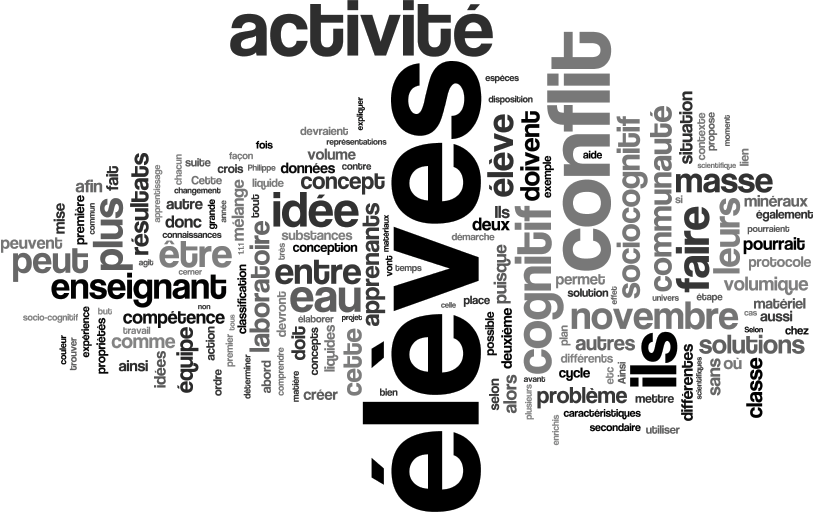 activité
élèves
conflit
espèces
disposition
expliquer
devraient
représentations
fois
volume
contre
données
concept
suite
façon
crois
Philippe
chacun
Cette
liquide
changement
apprentissage
résultats
fait
afin
première
commun
mise
plus
autre
grande
année
donc
connaissances
mélange
tout
1.1
idée
substances
conception
très
apprenants
matériaux
vont
temps
peuvent
peut
agit
être
cerner
enseignant
laboratoire
entre
eau
classification
devront
non
compétence
socio-cognitif
but
expérience
propriétés
trouver
couleur
travail
comme
ainsi
idées
équipe
action
ordre
premier
tous
déterminer
abord
comprendre
élaborer
projet
doit
concepts
matière
liquides
créer
cette
bien
celle
élève
doivent
exemple
Ils
deux
démarche
puisque
cognitif
place
possible
deuxième
selon
alors
avant
plusieurs
aide
sociocognitif
communauté
situation
contexte
propose
moment
scientifique
lien
masse
si
minéraux
également
faire
leurs
pourraient
pourrait
protocole
permet
solution
effet
univers
étape
volumique
matériel
cas
aussi
novembre
Selon
chez
plan
autres
différents
solutions
cycle
etc
Ainsi
ils
sans
où
problème
mettre
différentes
scientifiques
classe
caractéristiques
enrichis
secondaire
utiliser